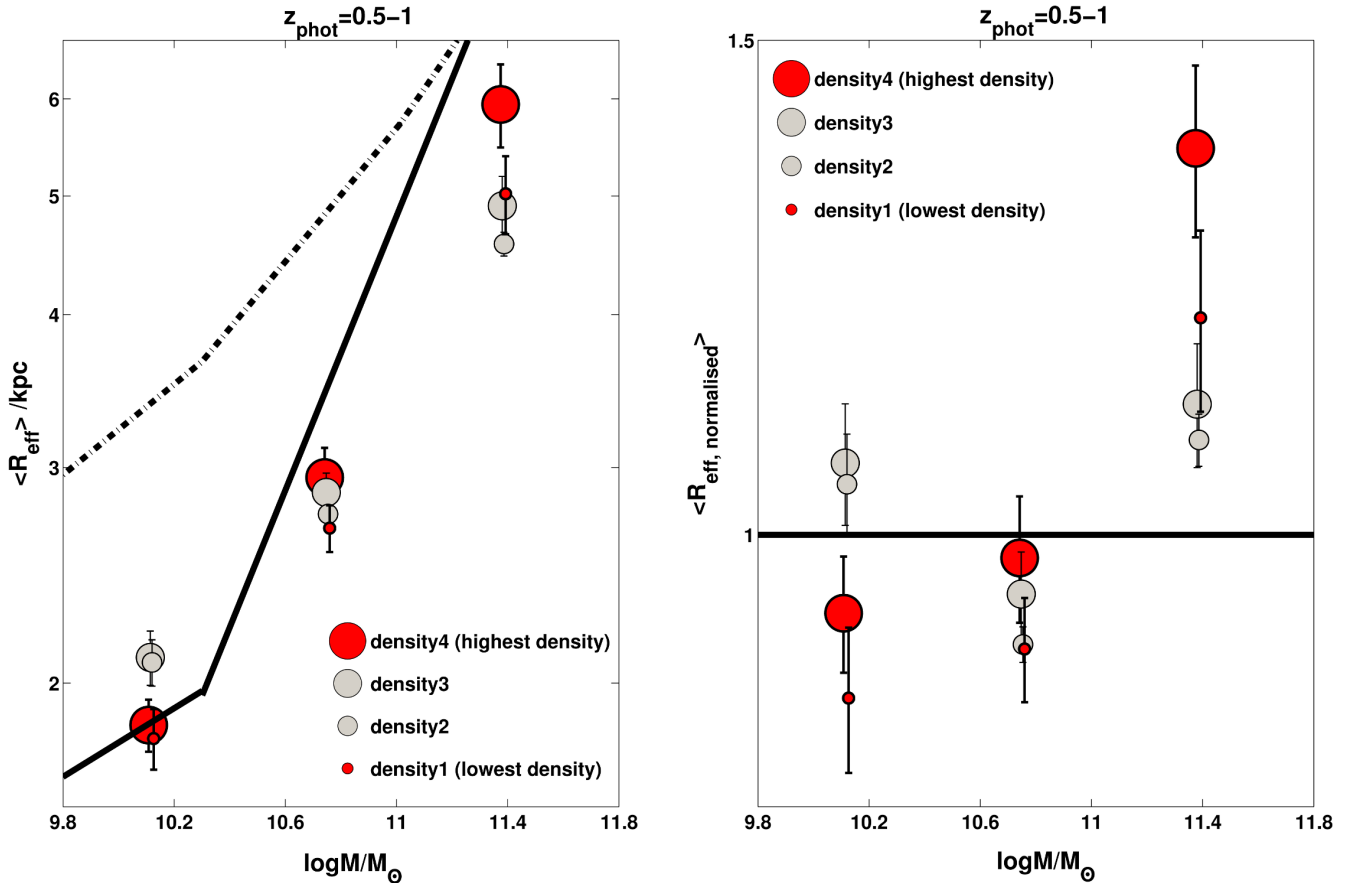 z_phot=0.5−1
6
5
4
3
2
<R_eff> /kpc
density4 (highest density)
density3
density2
density1 (lowest density)
9.8 10.2 10.6 11 11.4 11.8
logM/M_⊙
z_phot=0.5−1
1.5
1
<R_eff, normalised>
density4 (highest density)
density3
density2
density1 (lowest density)
9.8 10.2 10.6 11 11.4 11.8
logM/M_⊙